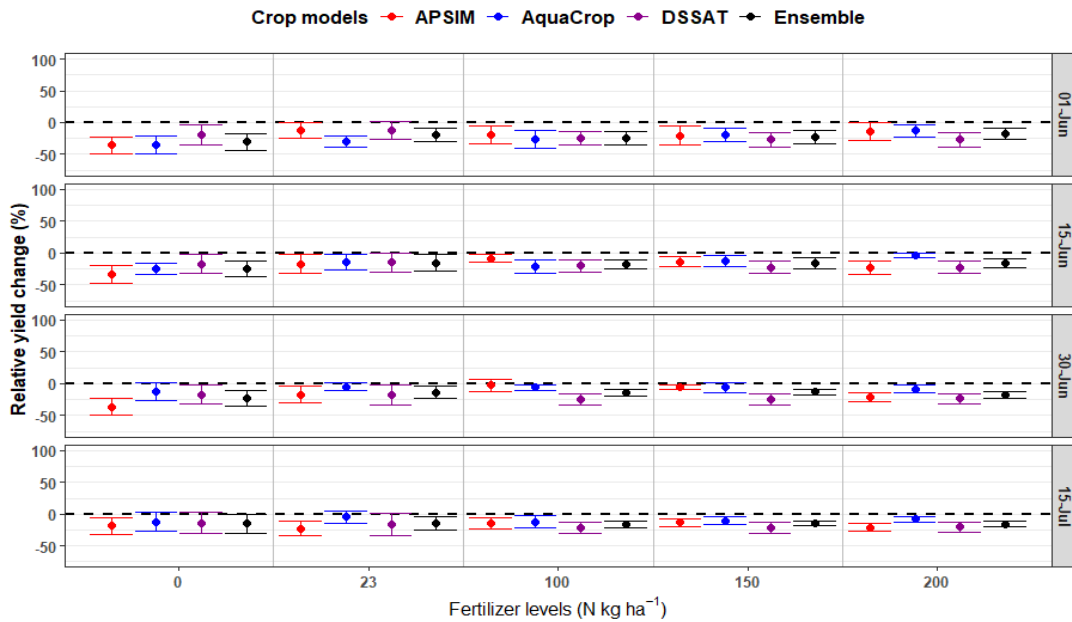 Crop models APSIM AquaCrop DSSAT Ensemble
Relative yield change (%)
100
50
0
-50
01-Jun
100
50
0
-50
15-Jun
100
50
0
-50
30-Jun
100
50
0
-50
15-Jul
0 23 100 150 200
Fertilizer levels (N kg ha⁻¹)